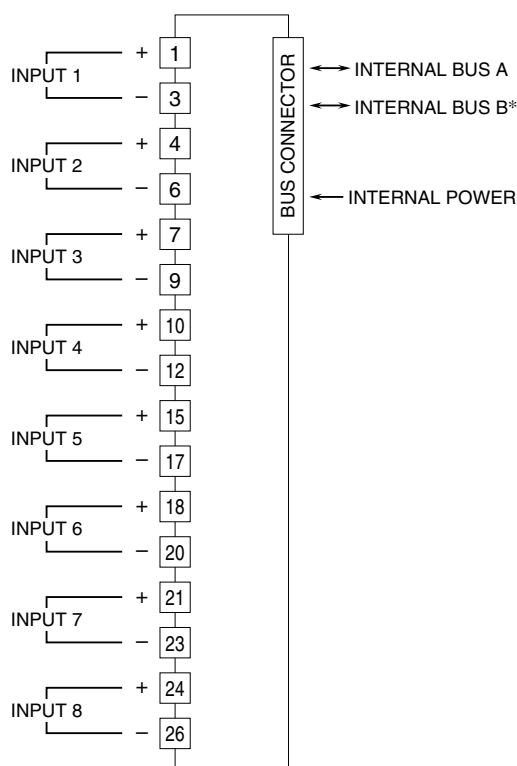 INPUT 1
+ 1
− 3
INPUT 2
+ 4
− 6
INPUT 3
+ 7
− 9
INPUT 4
+ 10
− 12
INPUT 5
+ 15
− 17
INPUT 6
+ 18
− 20
INPUT 7
+ 21
− 23
INPUT 8
+ 24
− 26
BUS CONNECTOR
INTERNAL BUS A
INTERNAL BUS B*
INTERNAL POWER